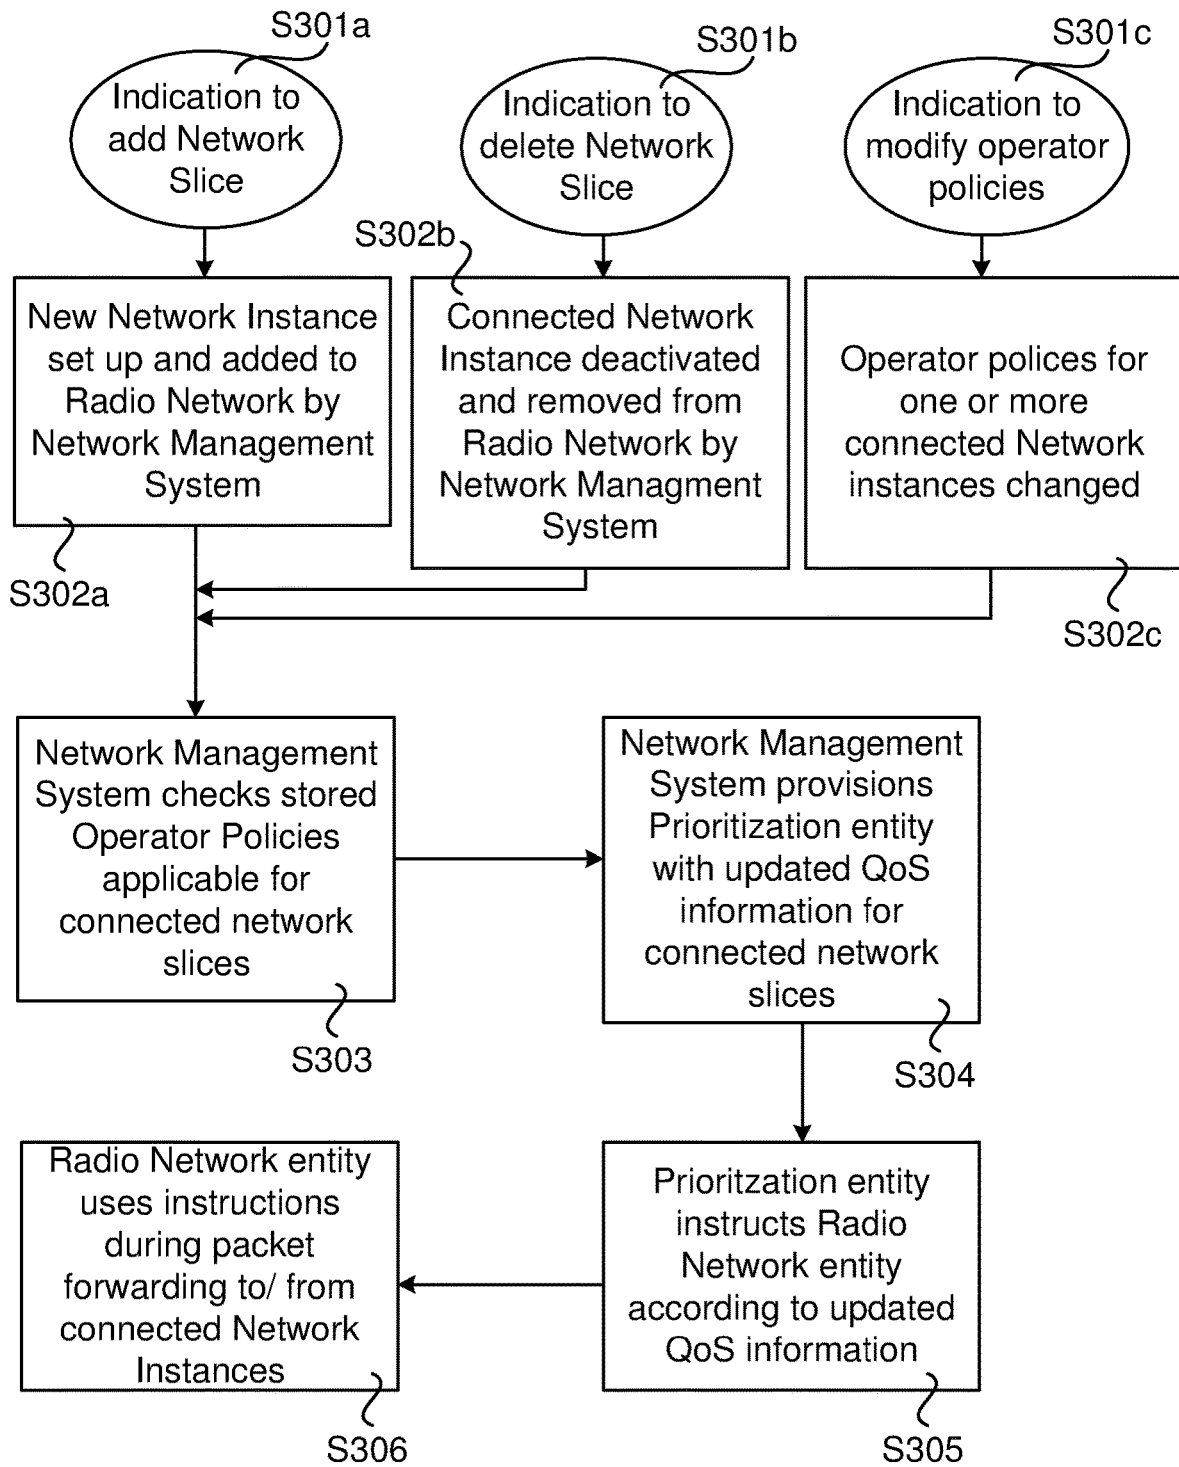 S301a
Indication to
add Network
Slice
S301b
Indication to
delete Network
Slice
S301c
Indication to
modify operator
policies
New Network Instance
set up and added to
Radio Network by
Network Management
System
S302a
S302b
Connected Network
Instance deactivated
and removed from
Radio Network by
Network Managment
System
Operator polices for
one or more
connected Network
instances changed
S302c
Network Management
System checks stored
Operator Policies
applicable for
connected network
slices
S303
Network Management
System provisions
Prioritization entity
with updated QoS
information for
connected network
slices
S304
Prioritzation entity
instructs Radio
Network entity
according to updated
QoS information
S305
Radio Network entity
uses instructions
during packet
forwarding to/ from
connected Network
Instances
S306